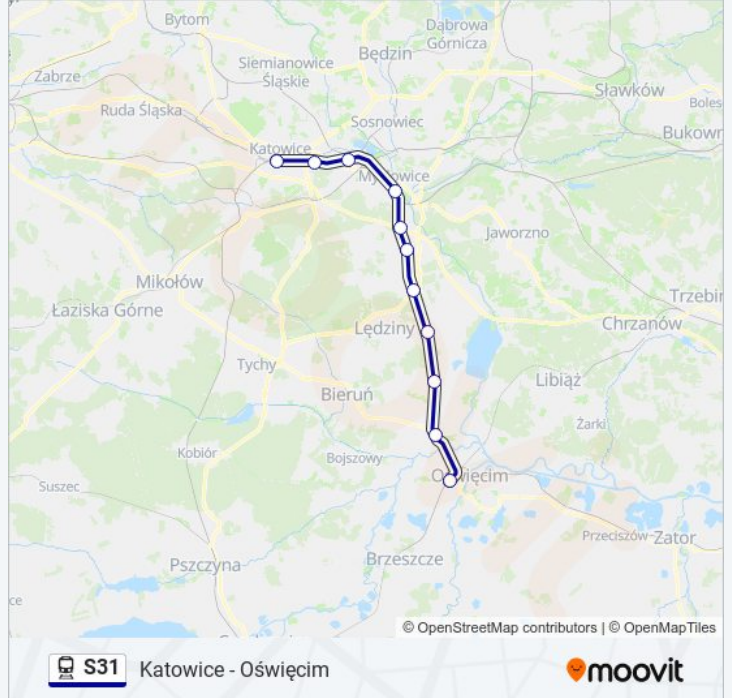 Bytom
Dąbrowa
Górnicza
Będzin
Siemianowice
Śląskie
Zabrze
Sławków
Boles
Ruda Śląska
Sosnowiec
Bukown
Katowice
Jaworzno
Mikołów
Trzebin
Łaziska Górne
Chrzanów
Lędziny
Tychy
Libiąż
Bieruń
Żarki
Kobiór
Bojszowy
Suszec
Przeciszów
Zator
Brzeszcze
Pszczyna
ce
© OpenStreetMap contributors | © OpenMapTiles
S31 Katowice - Oświęcim
moovit